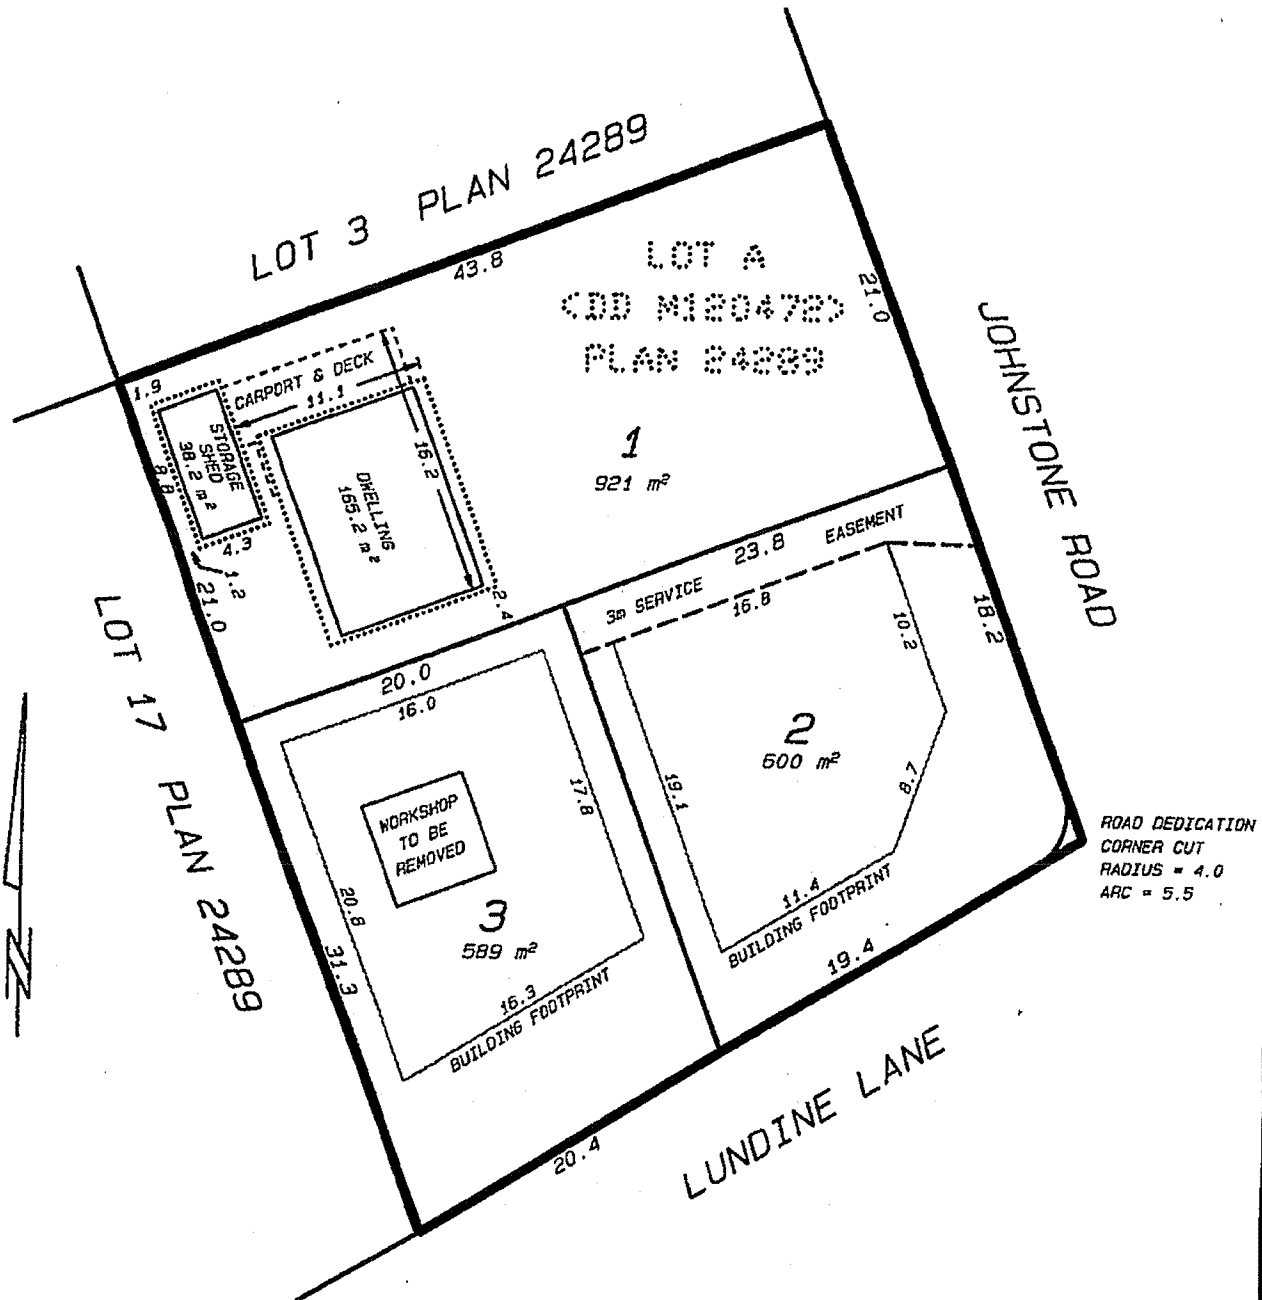 LOT 3 PLAN 24289
43.8
LOT A
<DD M120472>
PLAN 24289
21.0
JOHNSTONE ROAD
1.9
CARPORT & DECK
11.1
STORAGE
SHED
38.2 m²
8.8
4.3
1.2
21.0
16.2
DWELLING
165.2 m²
2.4
1
921 m²
23.8
EASEMENT
3m SERVICE
16.8
10.2
18.2
LOT 17 PLAN 24289
20.0
16.0
17.8
WORKSHOP
TO BE
REMOVED
20.8
31.3
3
589 m²
16.3
BUILDING FOOTPRINT
2
600 m²
19.1
8.7
11.4
BUILDING FOOTPRINT
19.4
20.4
LUNDINE LANE
ROAD DEDICATION
CORNER CUT
RADIUS = 4.0
ARC = 5.5
N